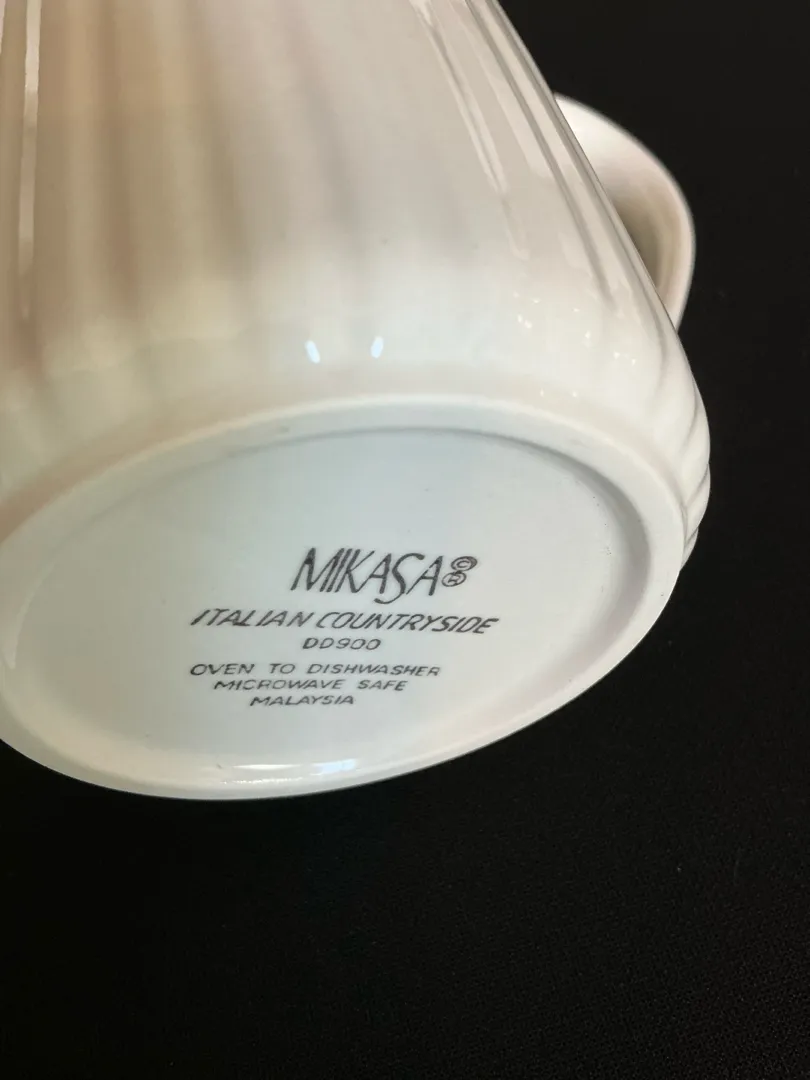 MIKASA©®
ITALIAN COUNTRYSIDE
DD900
OVEN TO DISHWASHER
MICROWAVE SAFE
MALAYSIA